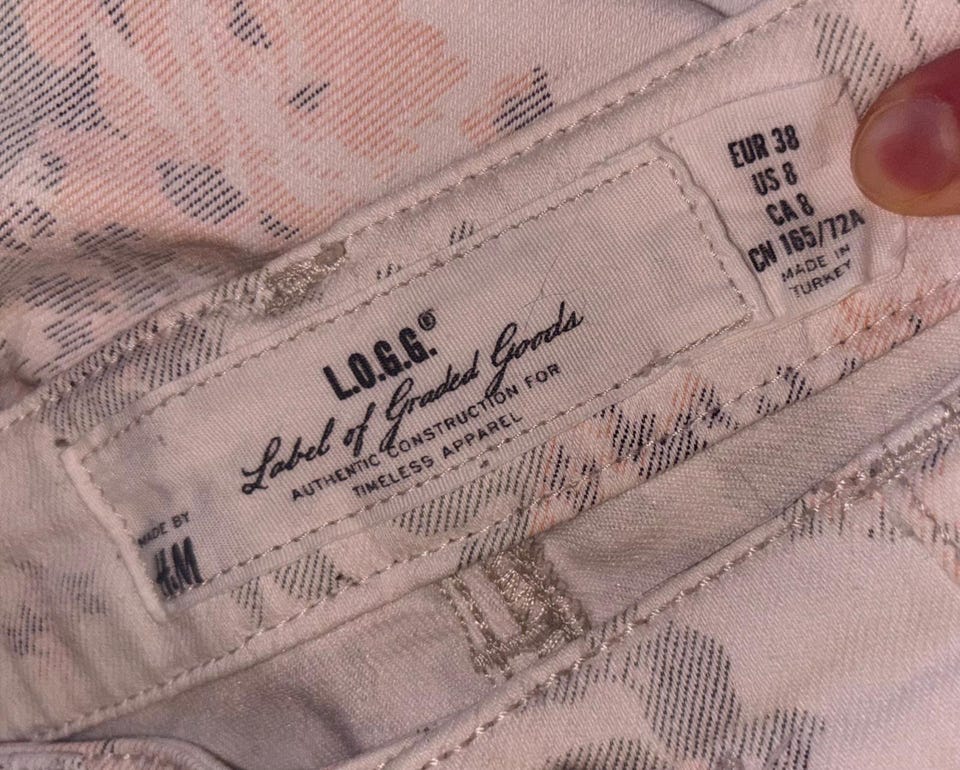 L.O.G.G.®
Label of Graded Goods
AUTHENTIC CONSTRUCTION FOR
TIMELESS APPAREL
MADE BY
H&M
EUR 38
US 8
CA 8
CN 165/72A
MADE IN
TURKEY